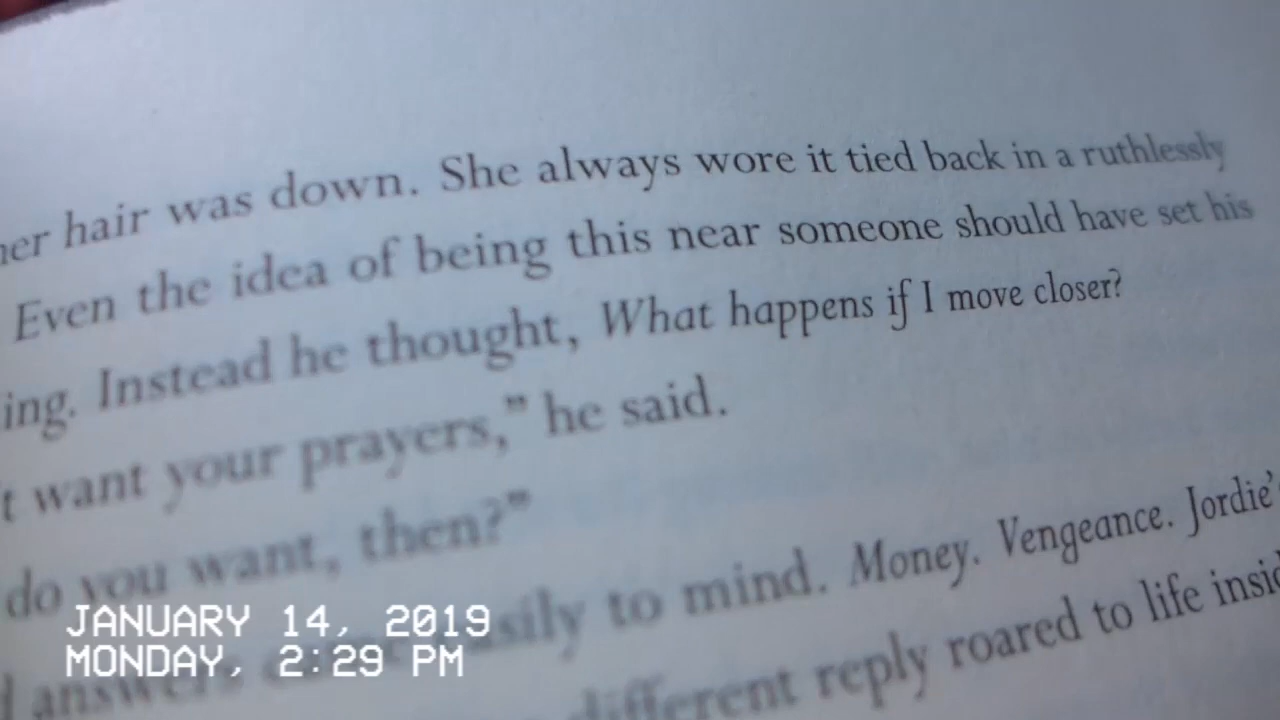 her hair was down. She always wore it tied back in a ruthlessly
Even the idea of being this near someone should have set his
ing. Instead he thought, What happens if I move closer?
't want your prayers,” he said.
do you want, then?”
answers easily to mind. Money. Vengeance. Jordie's
different reply roared to life insid
JANUARY 14, 2019
MONDAY, 2:29 PM